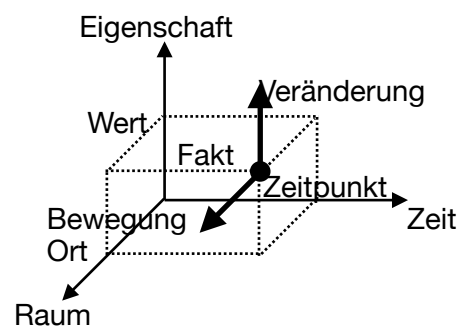 Eigenschaft
Veränderung
Wert
Fakt
Zeitpunkt
Bewegung
Zeit
Ort
Raum